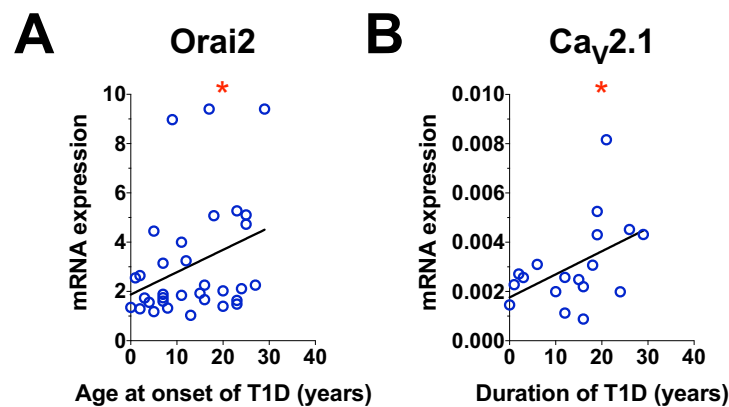 A
Orai2
*
mRNA expression
10
8
6
4
2
0
0 10 20 30 40
Age at onset of T1D (years)
B
CaV2.1
*
mRNA expression
0.010
0.008
0.006
0.004
0.002
0.000
0 10 20 30 40
Duration of T1D (years)